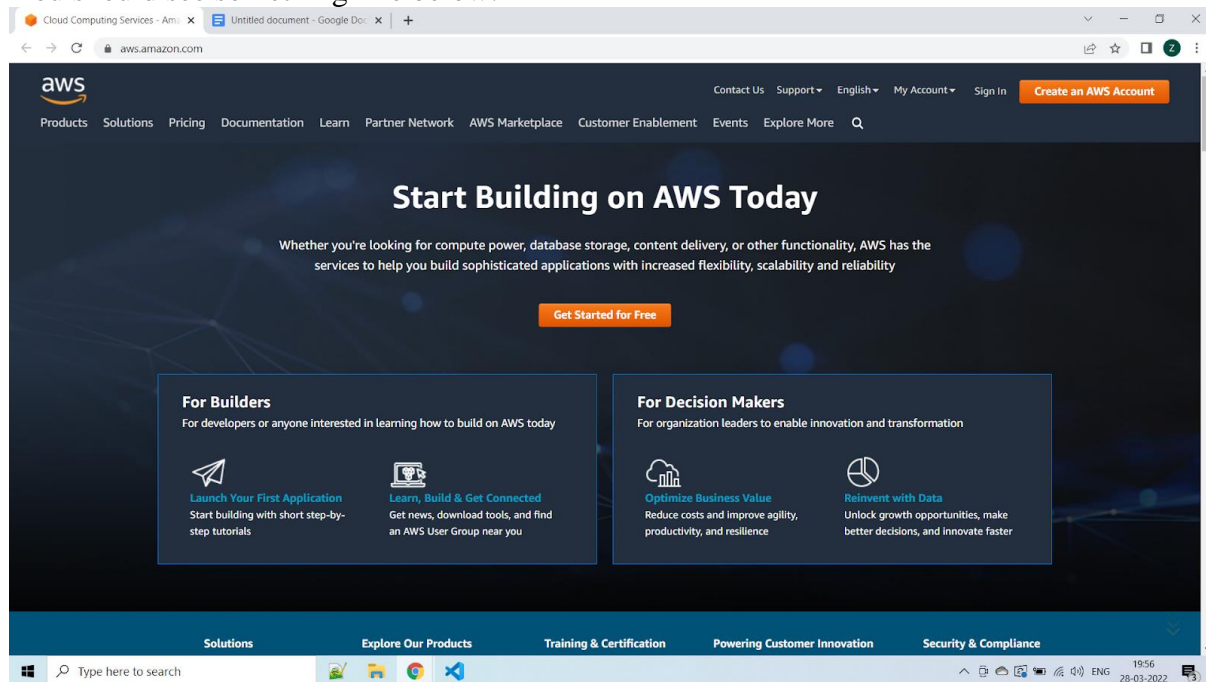 Cloud Computing Services - Ama
Untitled document - Google Doc
aws.amazon.com
Z
aws
Contact Us Support English My Account Sign In Create an AWS Account
Products Solutions Pricing Documentation Learn Partner Network AWS Marketplace Customer Enablement Events Explore More
Start Building on AWS Today
Whether you're looking for compute power, database storage, content delivery, or other functionality, AWS has the
services to help you build sophisticated applications with increased flexibility, scalability and reliability
Get Started for Free
For Builders
For developers or anyone interested in learning how to build on AWS today
Launch Your First Application
Start building with short step-by-
step tutorials
Learn, Build & Get Connected
Get news, download tools, and find
an AWS User Group near you
For Decision Makers
For organization leaders to enable innovation and transformation
Optimize Business Value
Reduce costs and improve agility,
productivity, and resilience
Reinvent with Data
Unlock growth opportunities, make
better decisions, and innovate faster
Solutions Explore Our Products Training & Certification Powering Customer Innovation Security & Compliance
Type here to search
ENG
19:56
28-03-2022
3